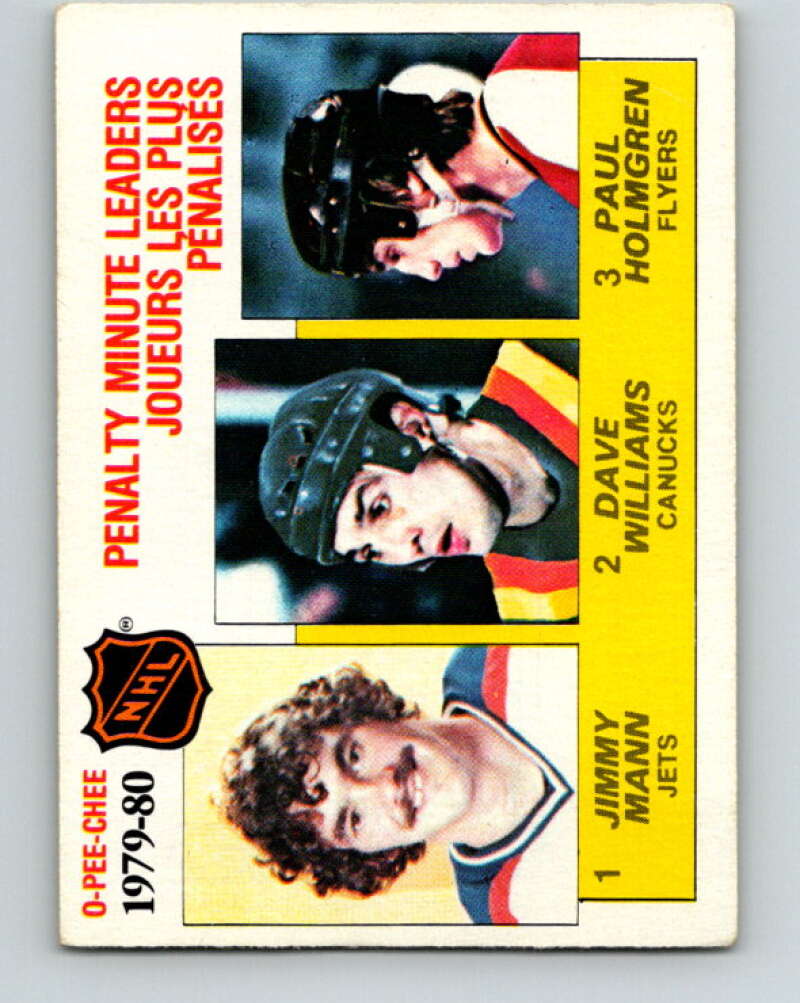 O-PEE-CHEE
1979-80
NHL
®
PENALTY MINUTE LEADERS
JOUEURS LES PLUS
PÉNALISÉS
1 JIMMY
MANN
JETS
2 DAVE
WILLIAMS
CANUCKS
3 PAUL
HOLMGREN
FLYERS